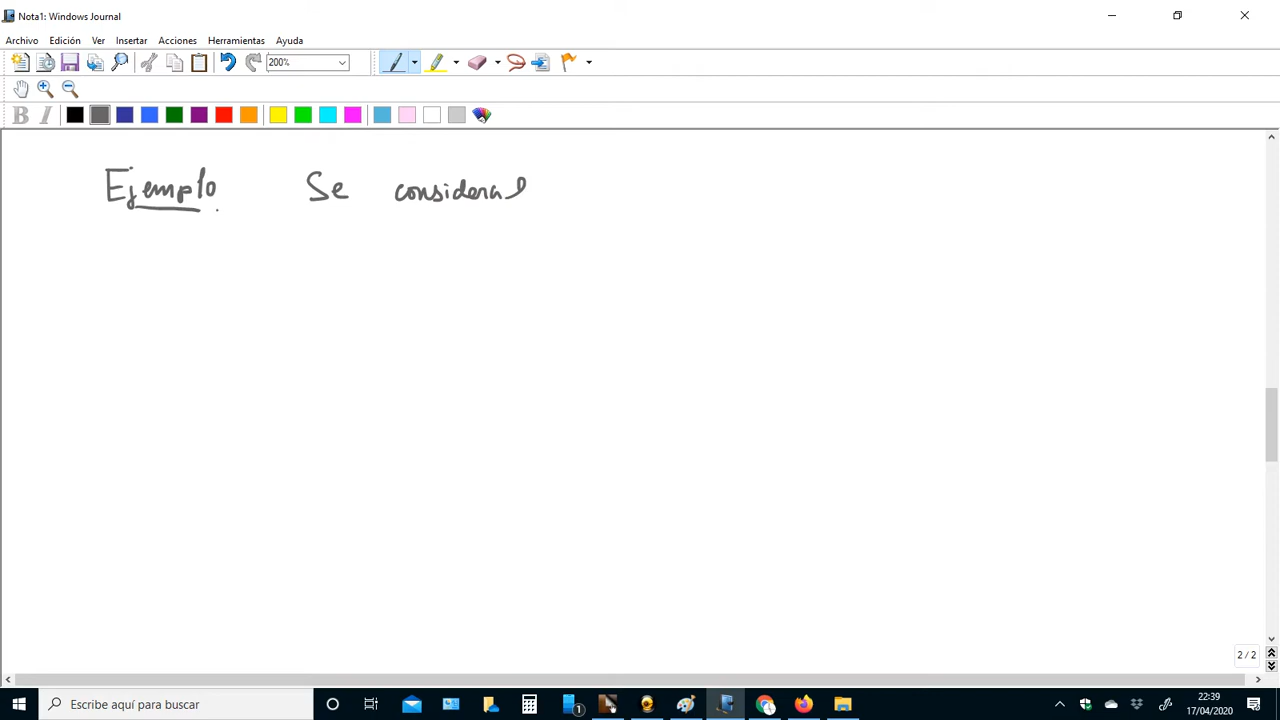 Nota1: Windows Journal
Archivo Edición Ver Insertar Acciones Herramientas Ayuda
200%
B I
Ejemplo Se considera
2 / 2
Escribe aquí para buscar
1
22:39
17/04/2020